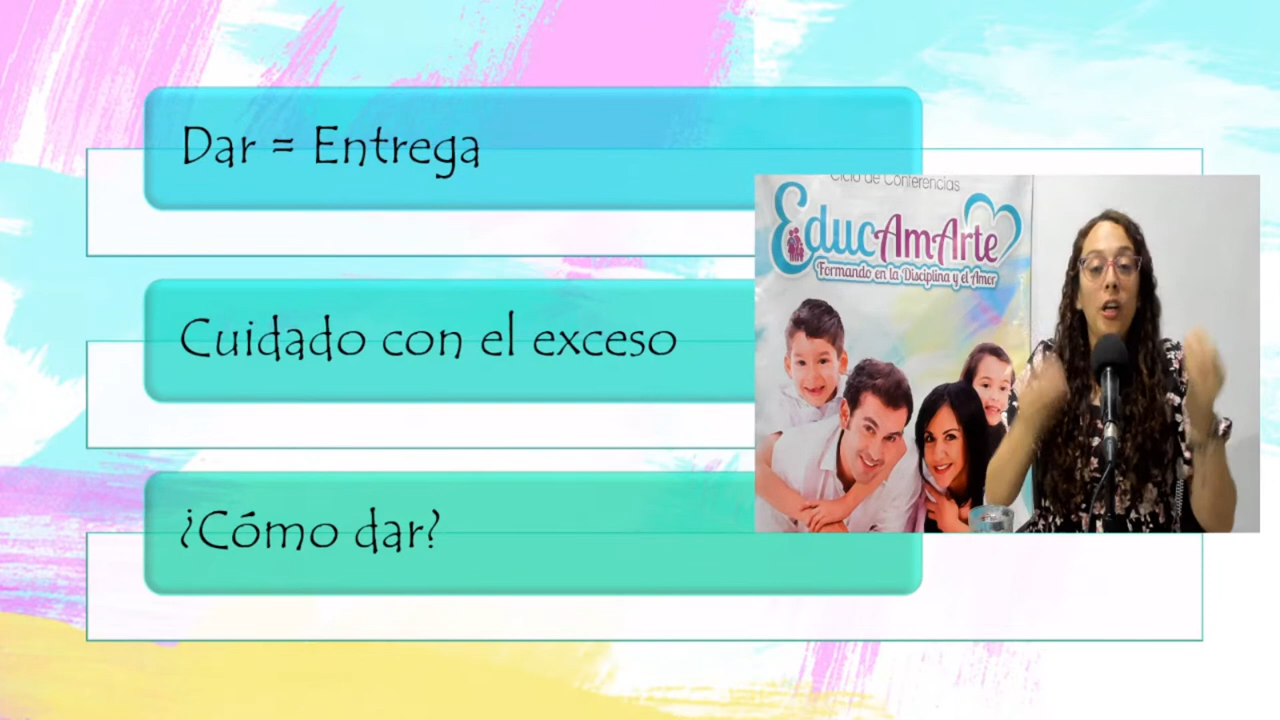 Dar = Entrega
Cuidado con el exceso
¿Cómo dar?
Ciclo de Conferencias
EducAmArte
Formando en la Disciplina y el Amor